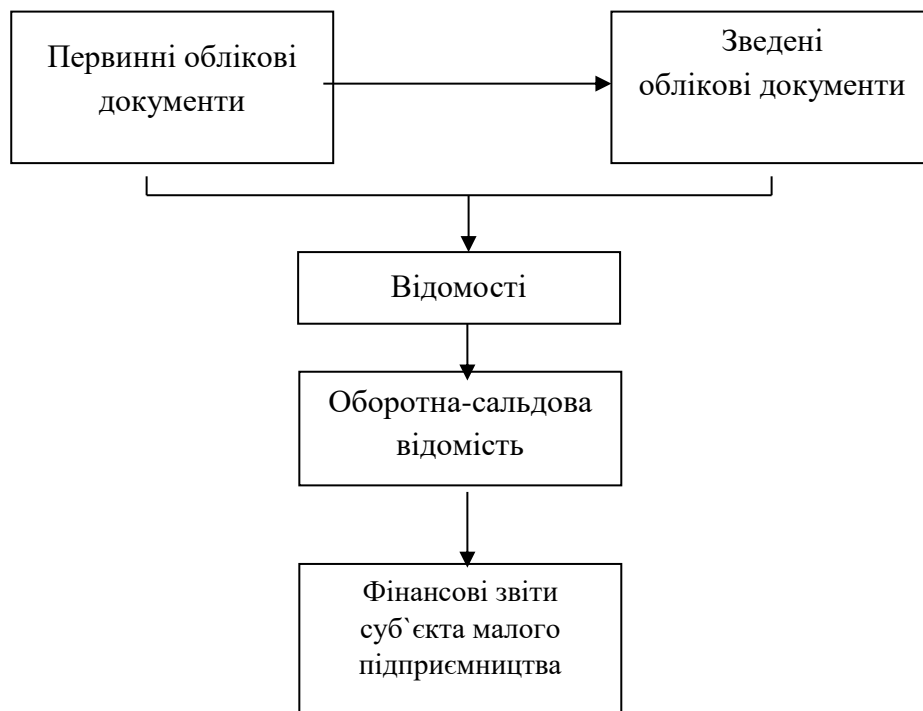 Первинні облікові
документи
Зведені
облікові документи
Відомості
Оборотна-сальдова
відомість
Фінансові звіти
суб`єкта малого
підприємництва